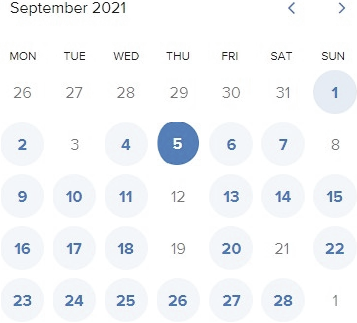 September 2021
MON TUE WED THU FRI SAT SUN
26 27 28 29 30 31 1
2 3 4 5 6 7 8
9 10 11 12 13 14 15
16 17 18 19 20 21 22
23 24 25 26 27 28 1